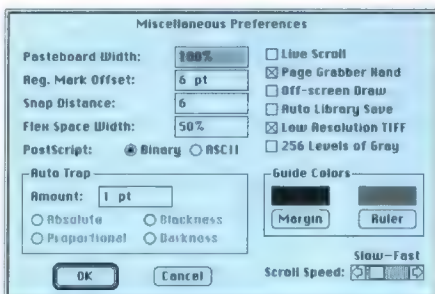 Miscellaneous Preferences
Pasteboard Width: 100%
Reg. Mark Offset: 6 pt
Snap Distance: 6
Flex Space Width: 50%
PostScript: Binary ASCII
Live Scroll
Page Grabber Hand
Off-screen Draw
Auto Library Save
Low Resolution TIFF
256 Levels of Gray
Auto Trap
Amount: 1 pt
Absolute Blackness
Proportional Darkness
Guide Colors
Margin Ruler
OK Cancel
Slow–Fast
Scroll Speed: